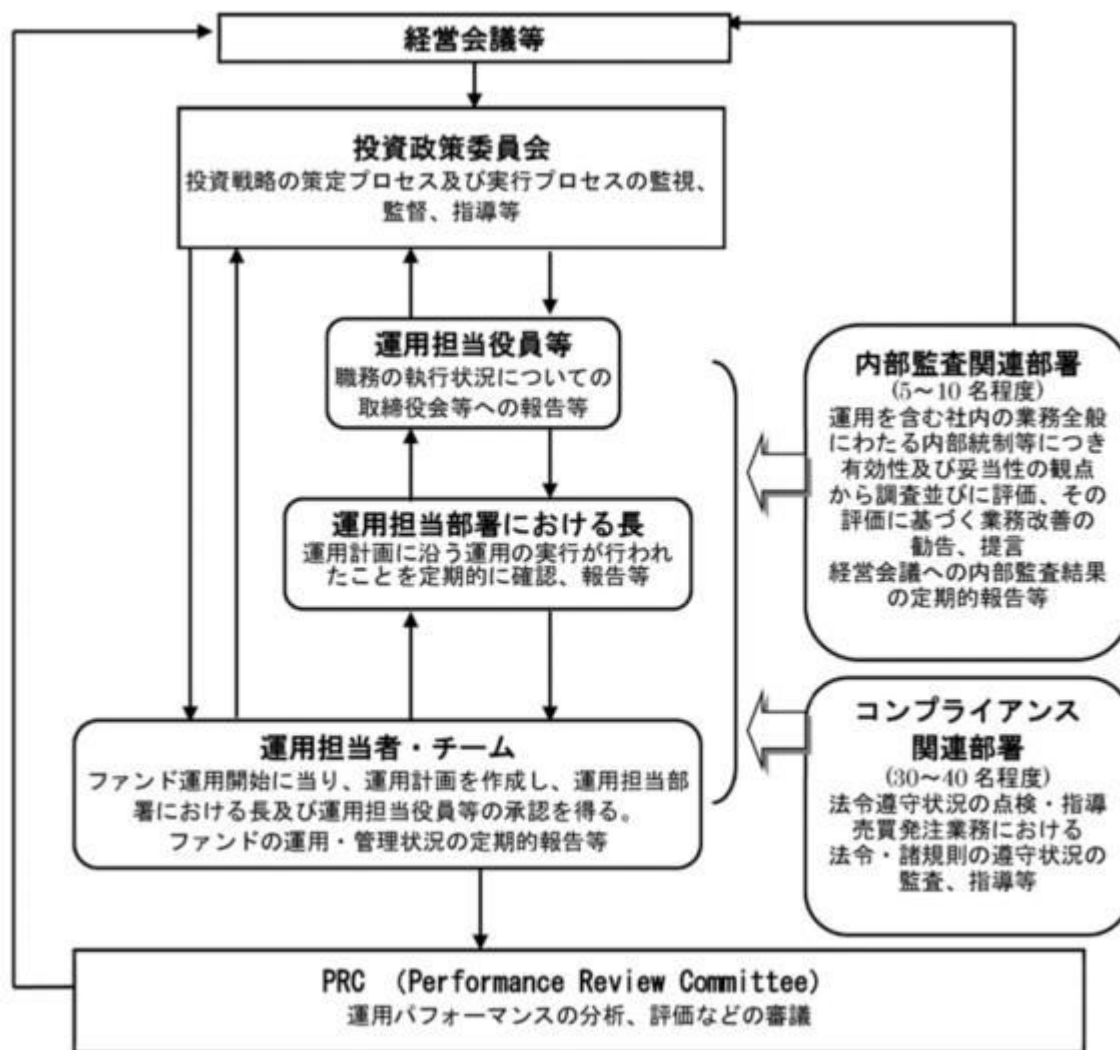 経営会議等
投資政策委員会
投資戦略の策定プロセス及び実行プロセスの監視、
監督、指導等
運用担当役員等
職務の執行状況についての
取締役会等への報告等
運用担当部署における長
運用計画に沿う運用の実行が行われ
たことを定期的に確認、報告等
運用担当者・チーム
ファンド運用開始に当り、運用計画を作成し、運用担当部
署における長及び運用担当役員等の承認を得る。
ファンドの運用・管理状況の定期的報告等
内部監査関連部署
(5～10 名程度)
運用を含む社内の業務全般
にわたる内部統制等につき
有効性及び妥当性の観点
から調査並びに評価、その
評価に基づく業務改善の
勧告、提言
経営会議への内部監査結果
の定期的報告等
コンプライアンス
関連部署
(30～40 名程度)
法令遵守状況の点検・指導
売買発注業務における
法令・諸規則の遵守状況の
監査、指導等
PRC （Performance Review Committee）
運用パフォーマンスの分析、評価などの審議